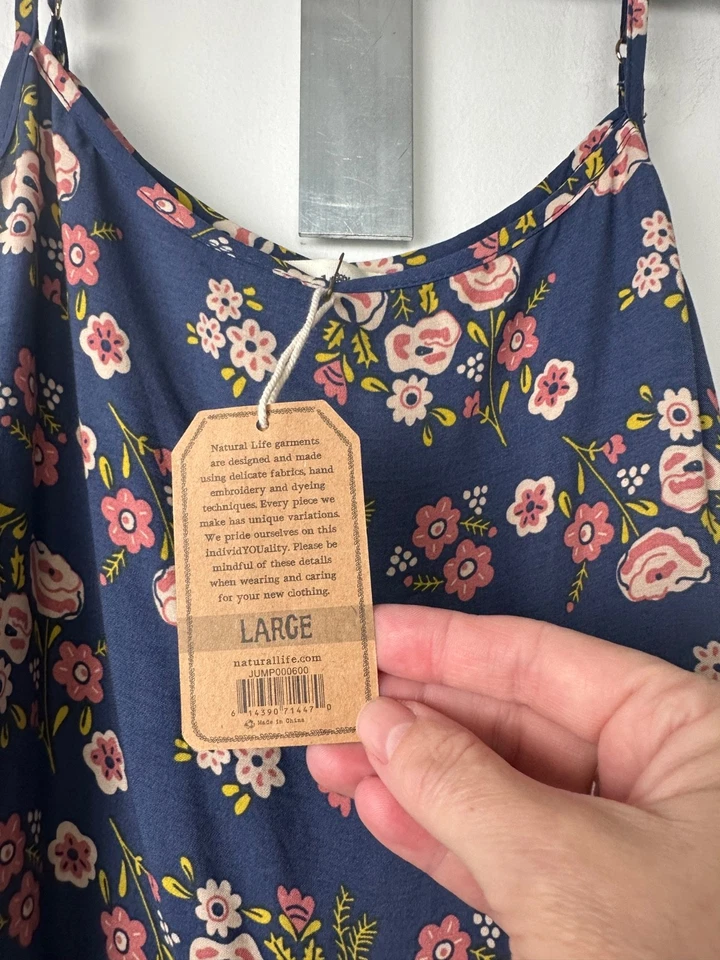 Natural Life garments
are designed and made
using delicate fabrics, hand
embroidery and dyeing
techniques. Every piece we
make has unique variations.
We pride ourselves on this
individYOUality. Please be
mindful of these details
when wearing and caring
for your new clothing.
LARGE
naturallife.com
JUMP000600
6 14390 71447 0
Made in China